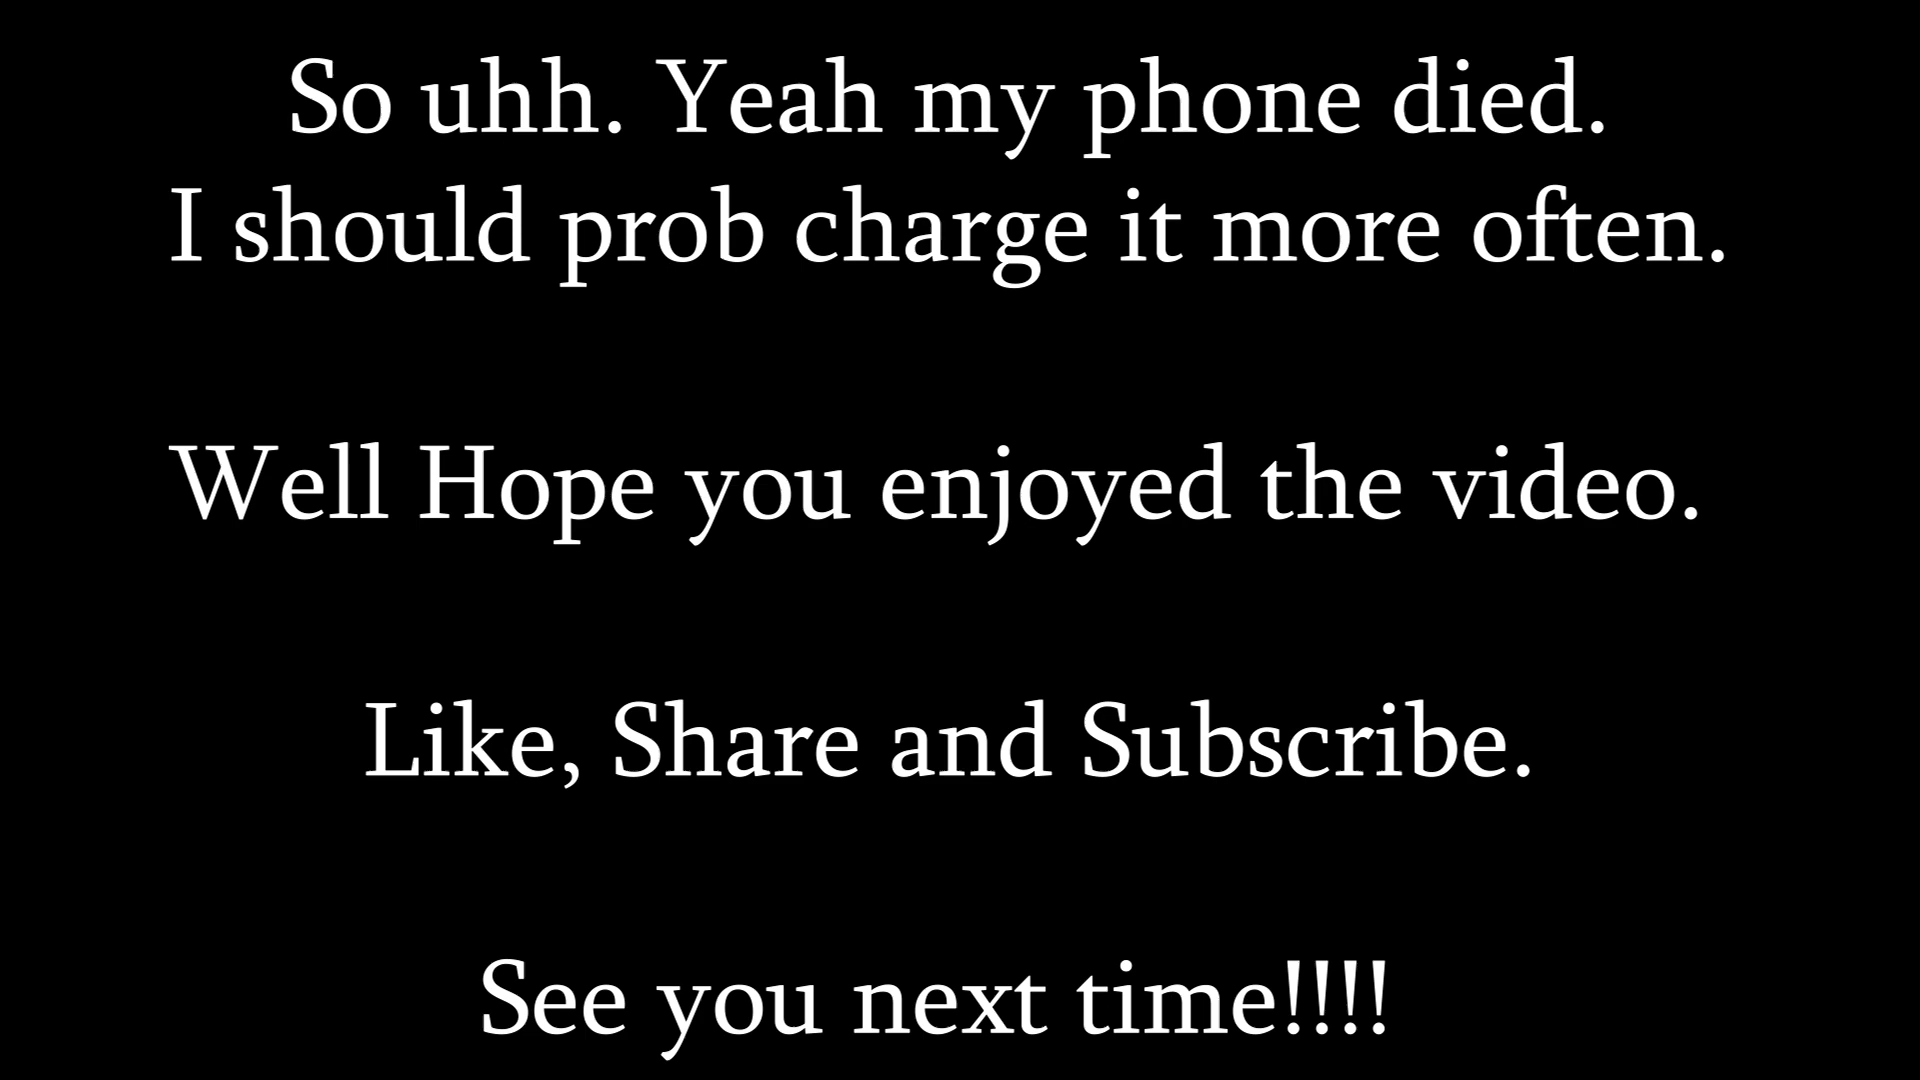 So uhh. Yeah my phone died.
I should prob charge it more often.
Well Hope you enjoyed the video.
Like, Share and Subscribe.
See you next time!!!!